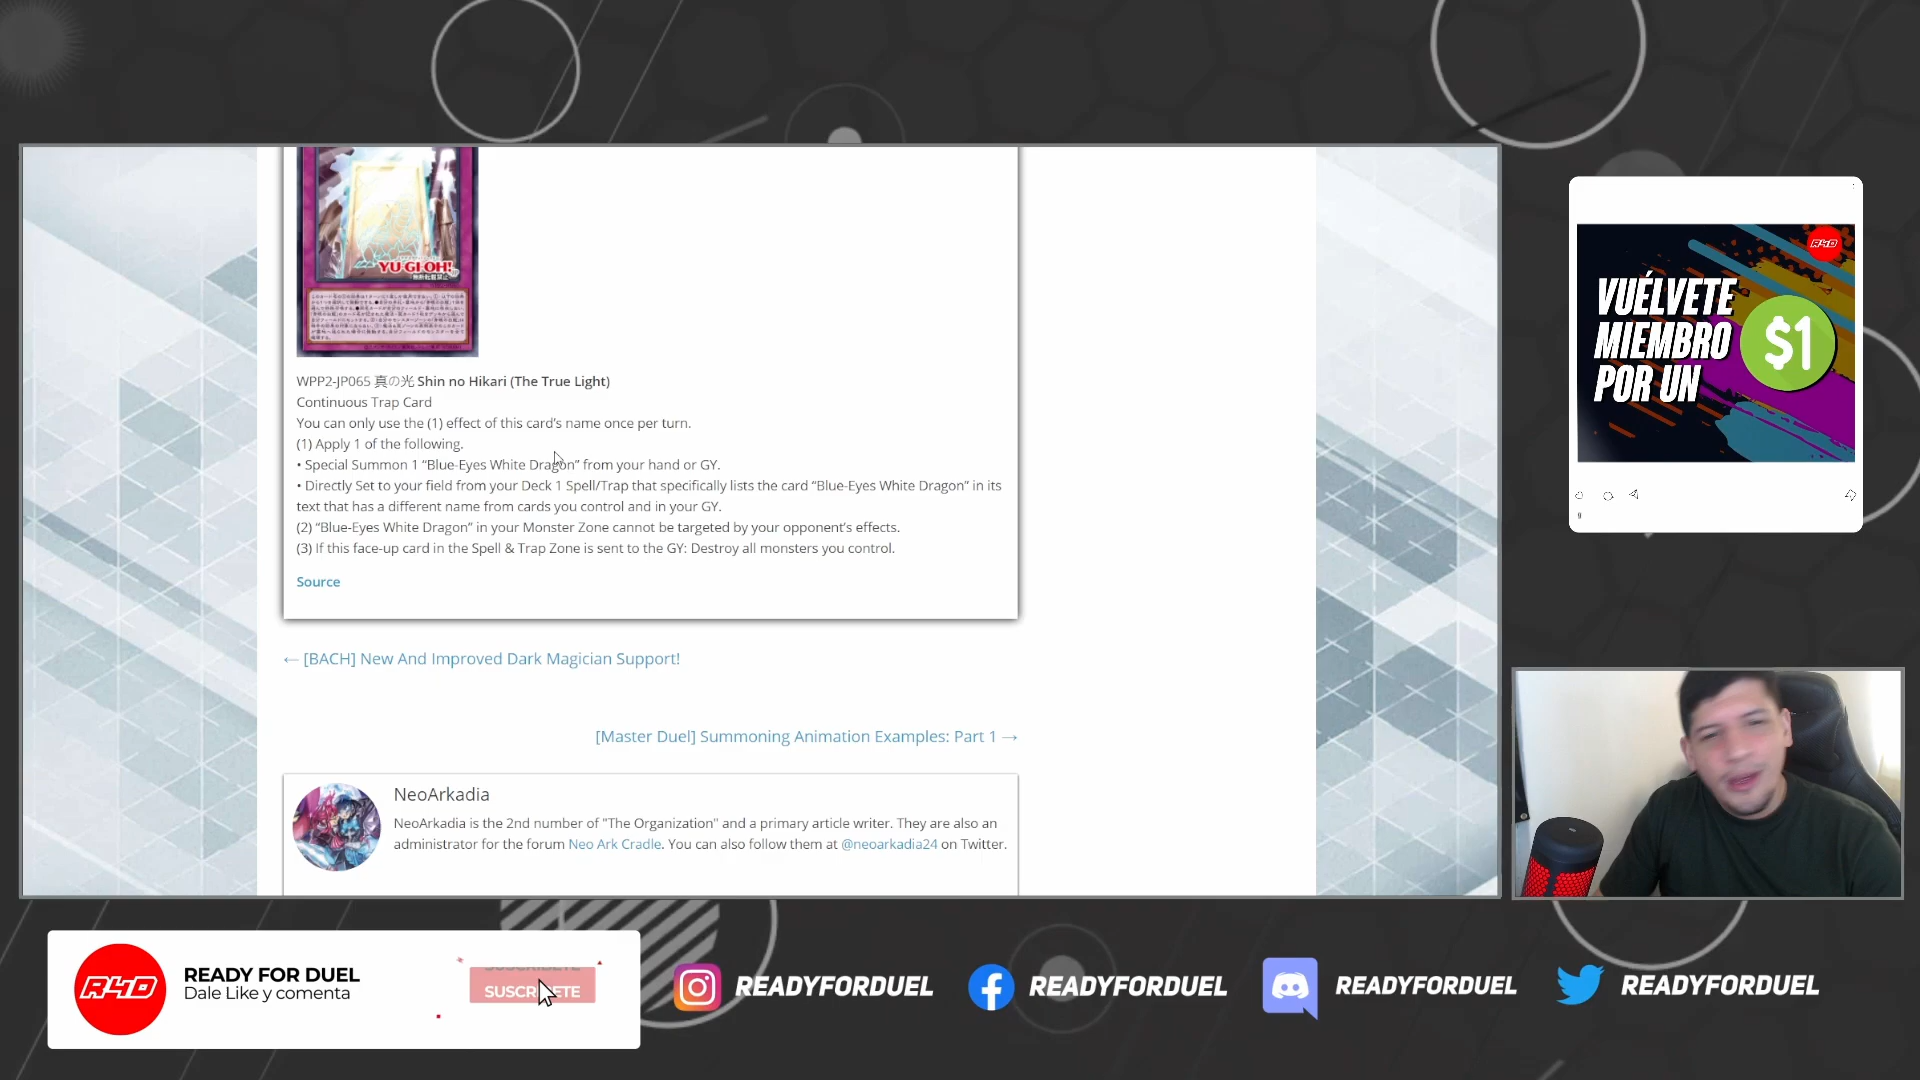 YU-GI-OH!
WPP2-JP065 真の光 Shin no Hikari (The True Light)
Continuous Trap Card
You can only use the (1) effect of this card’s name once per turn.
(1) Apply 1 of the following.
• Special Summon 1 “Blue-Eyes White Dragon” from your hand or GY.
• Directly Set to your field from your Deck 1 Spell/Trap that specifically lists the card “Blue-Eyes White Dragon” in its
text that has a different name from cards you control and in your GY.
(2) “Blue-Eyes White Dragon” in your Monster Zone cannot be targeted by your opponent’s effects.
(3) If this face-up card in the Spell & Trap Zone is sent to the GY: Destroy all monsters you control.
Source
← [BACH] New And Improved Dark Magician Support!
[Master Duel] Summoning Animation Examples: Part 1 →
NeoArkadia
NeoArkadia is the 2nd number of "The Organization" and a primary article writer. They are also an
administrator for the forum Neo Ark Cradle. You can also follow them at @neoarkadia24 on Twitter.
R4D
VUÉLVETE
MIEMBRO
POR UN
$1
R4D
READY FOR DUEL
Dale Like y comenta
SUSCRÍBETE
READYFORDUEL
READYFORDUEL
READYFORDUEL
READYFORDUEL